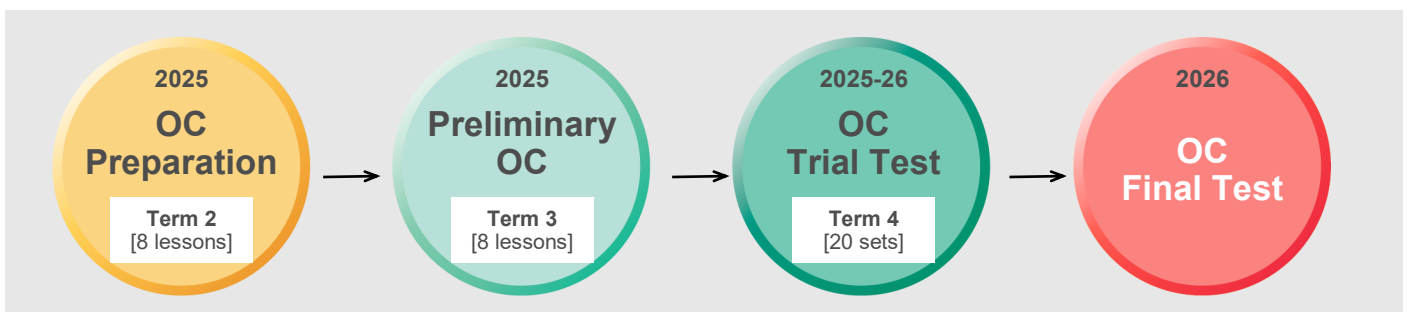 2025
OC
Preparation
Term 2
[8 lessons]
2025
Preliminary
OC
Term 3
[8 lessons]
2025-26
OC
Trial Test
Term 4
[20 sets]
2026
OC
Final Test